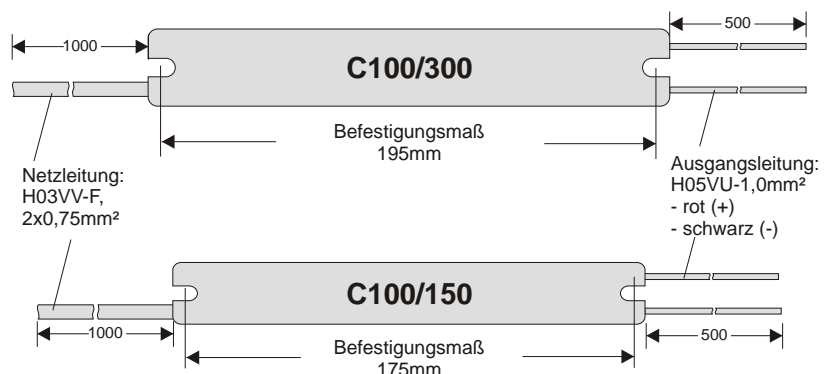 1000
500
C100/300
Befestigungsmaß
195mm
Netzleitung:
H03VV-F,
2x0,75mm²
Ausgangsleitung:
H05VU-1,0mm²
- rot (+)
- schwarz (-)
C100/150
1000
500
Befestigungsmaß
175mm